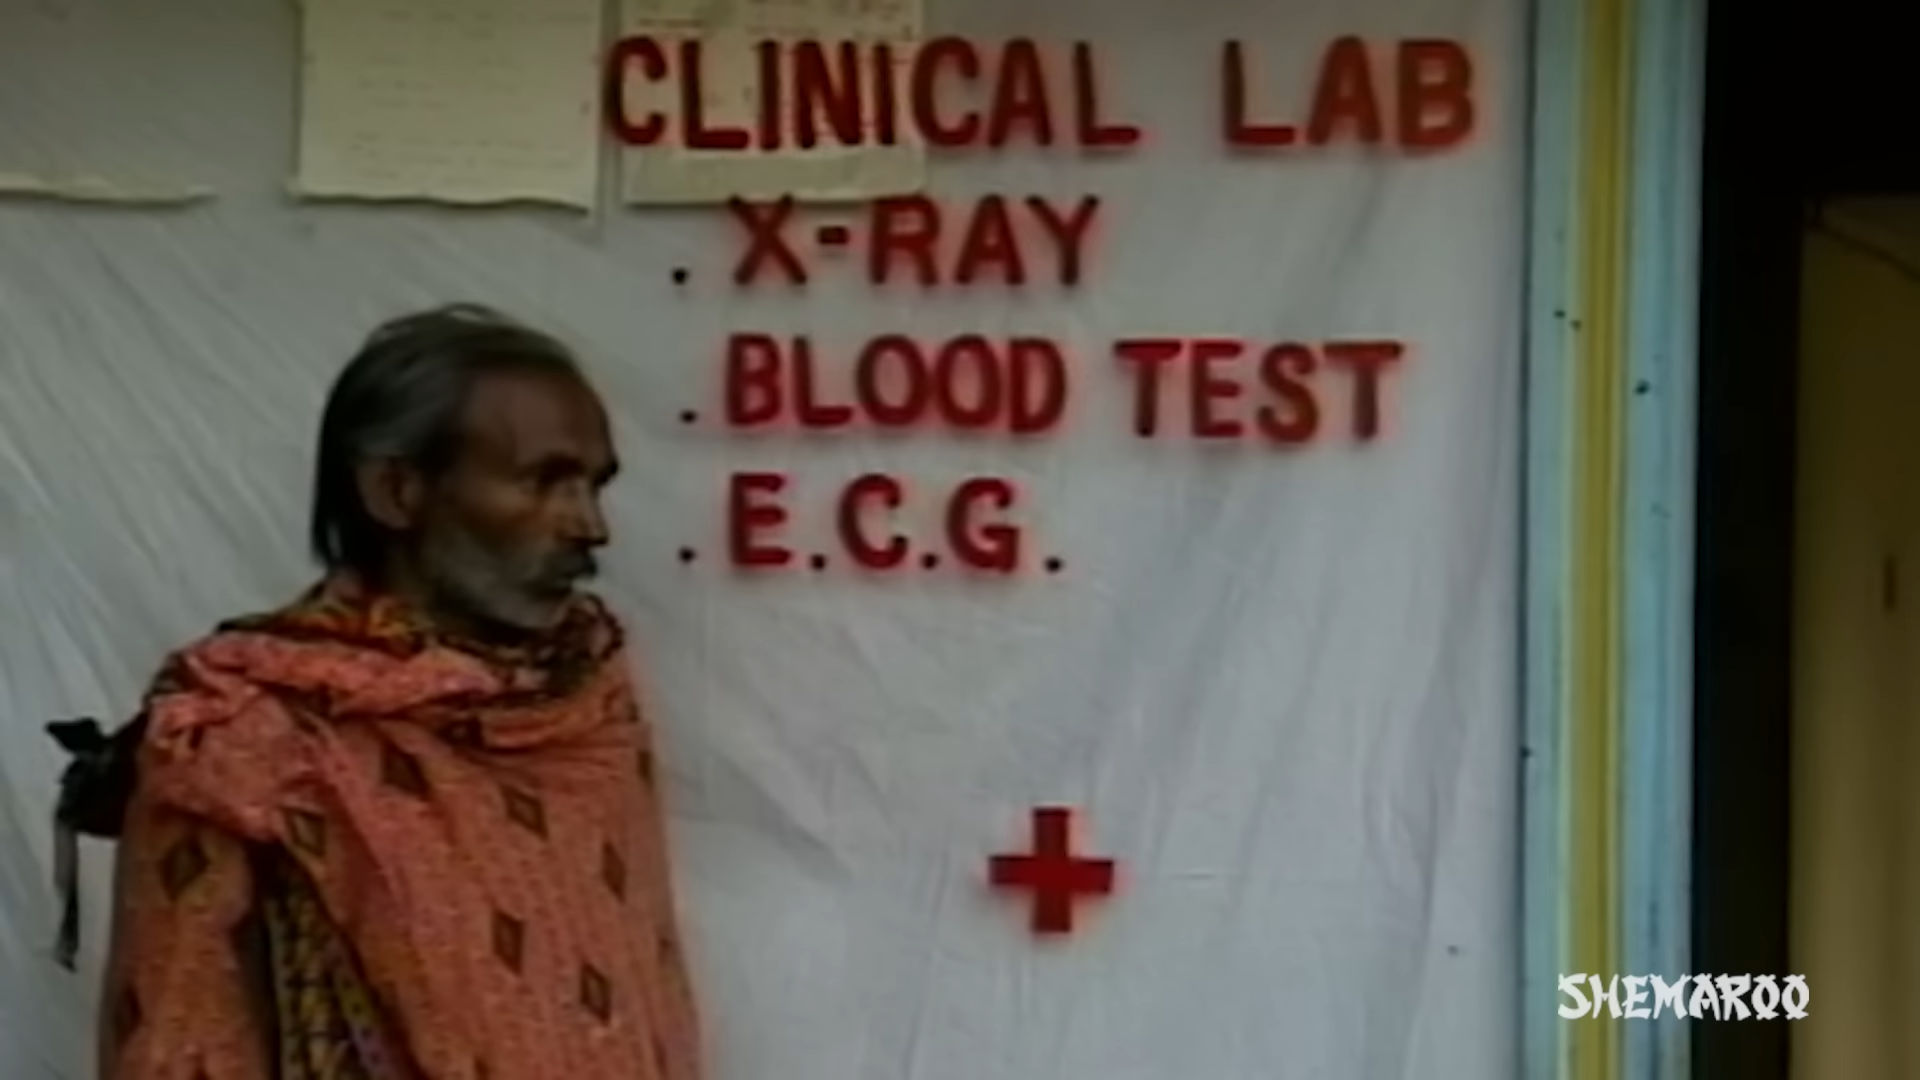 CLINICAL LAB
. X-RAY
. BLOOD TEST
. E.C.G.
SHEMAROO